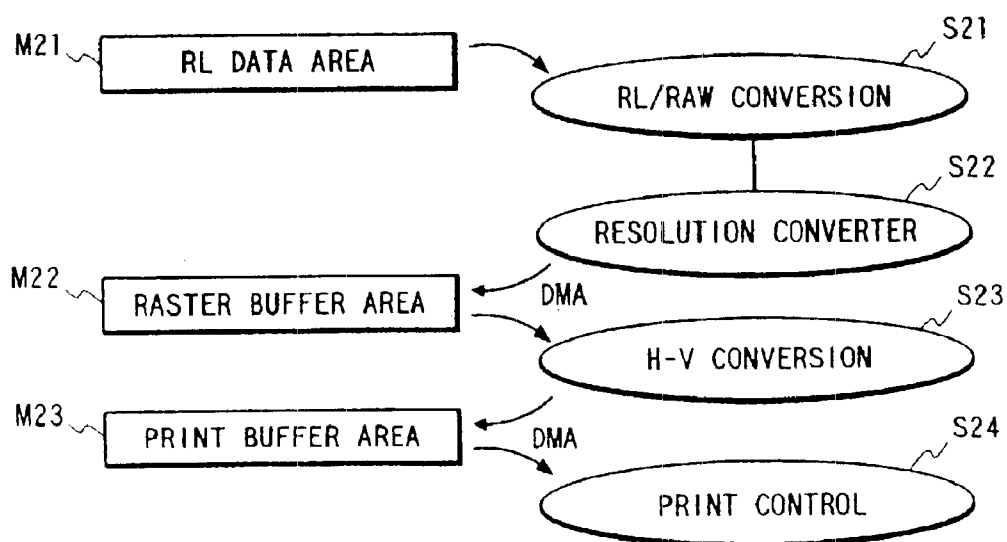 S21
M21
RL DATA AREA
RL/RAW CONVERSION
S22
RESOLUTION CONVERTER
M22
RASTER BUFFER AREA
DMA
S23
H-V CONVERSION
M23
PRINT BUFFER AREA
DMA
S24
PRINT CONTROL